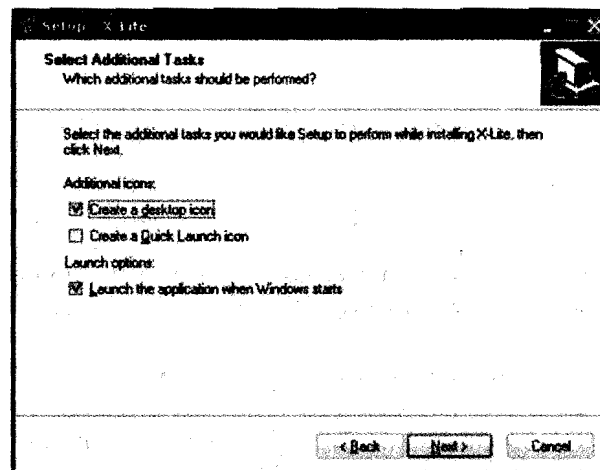 Setup - X-Lite
Select Additional Tasks
Which additional tasks should be performed?
Select the additional tasks you would like Setup to perform while installing X-Lite, then
click Next.
Additional icons:
Create a desktop icon
Create a Quick Launch icon
Launch options:
Launch the application when Windows starts
< Back
Next >
Cancel